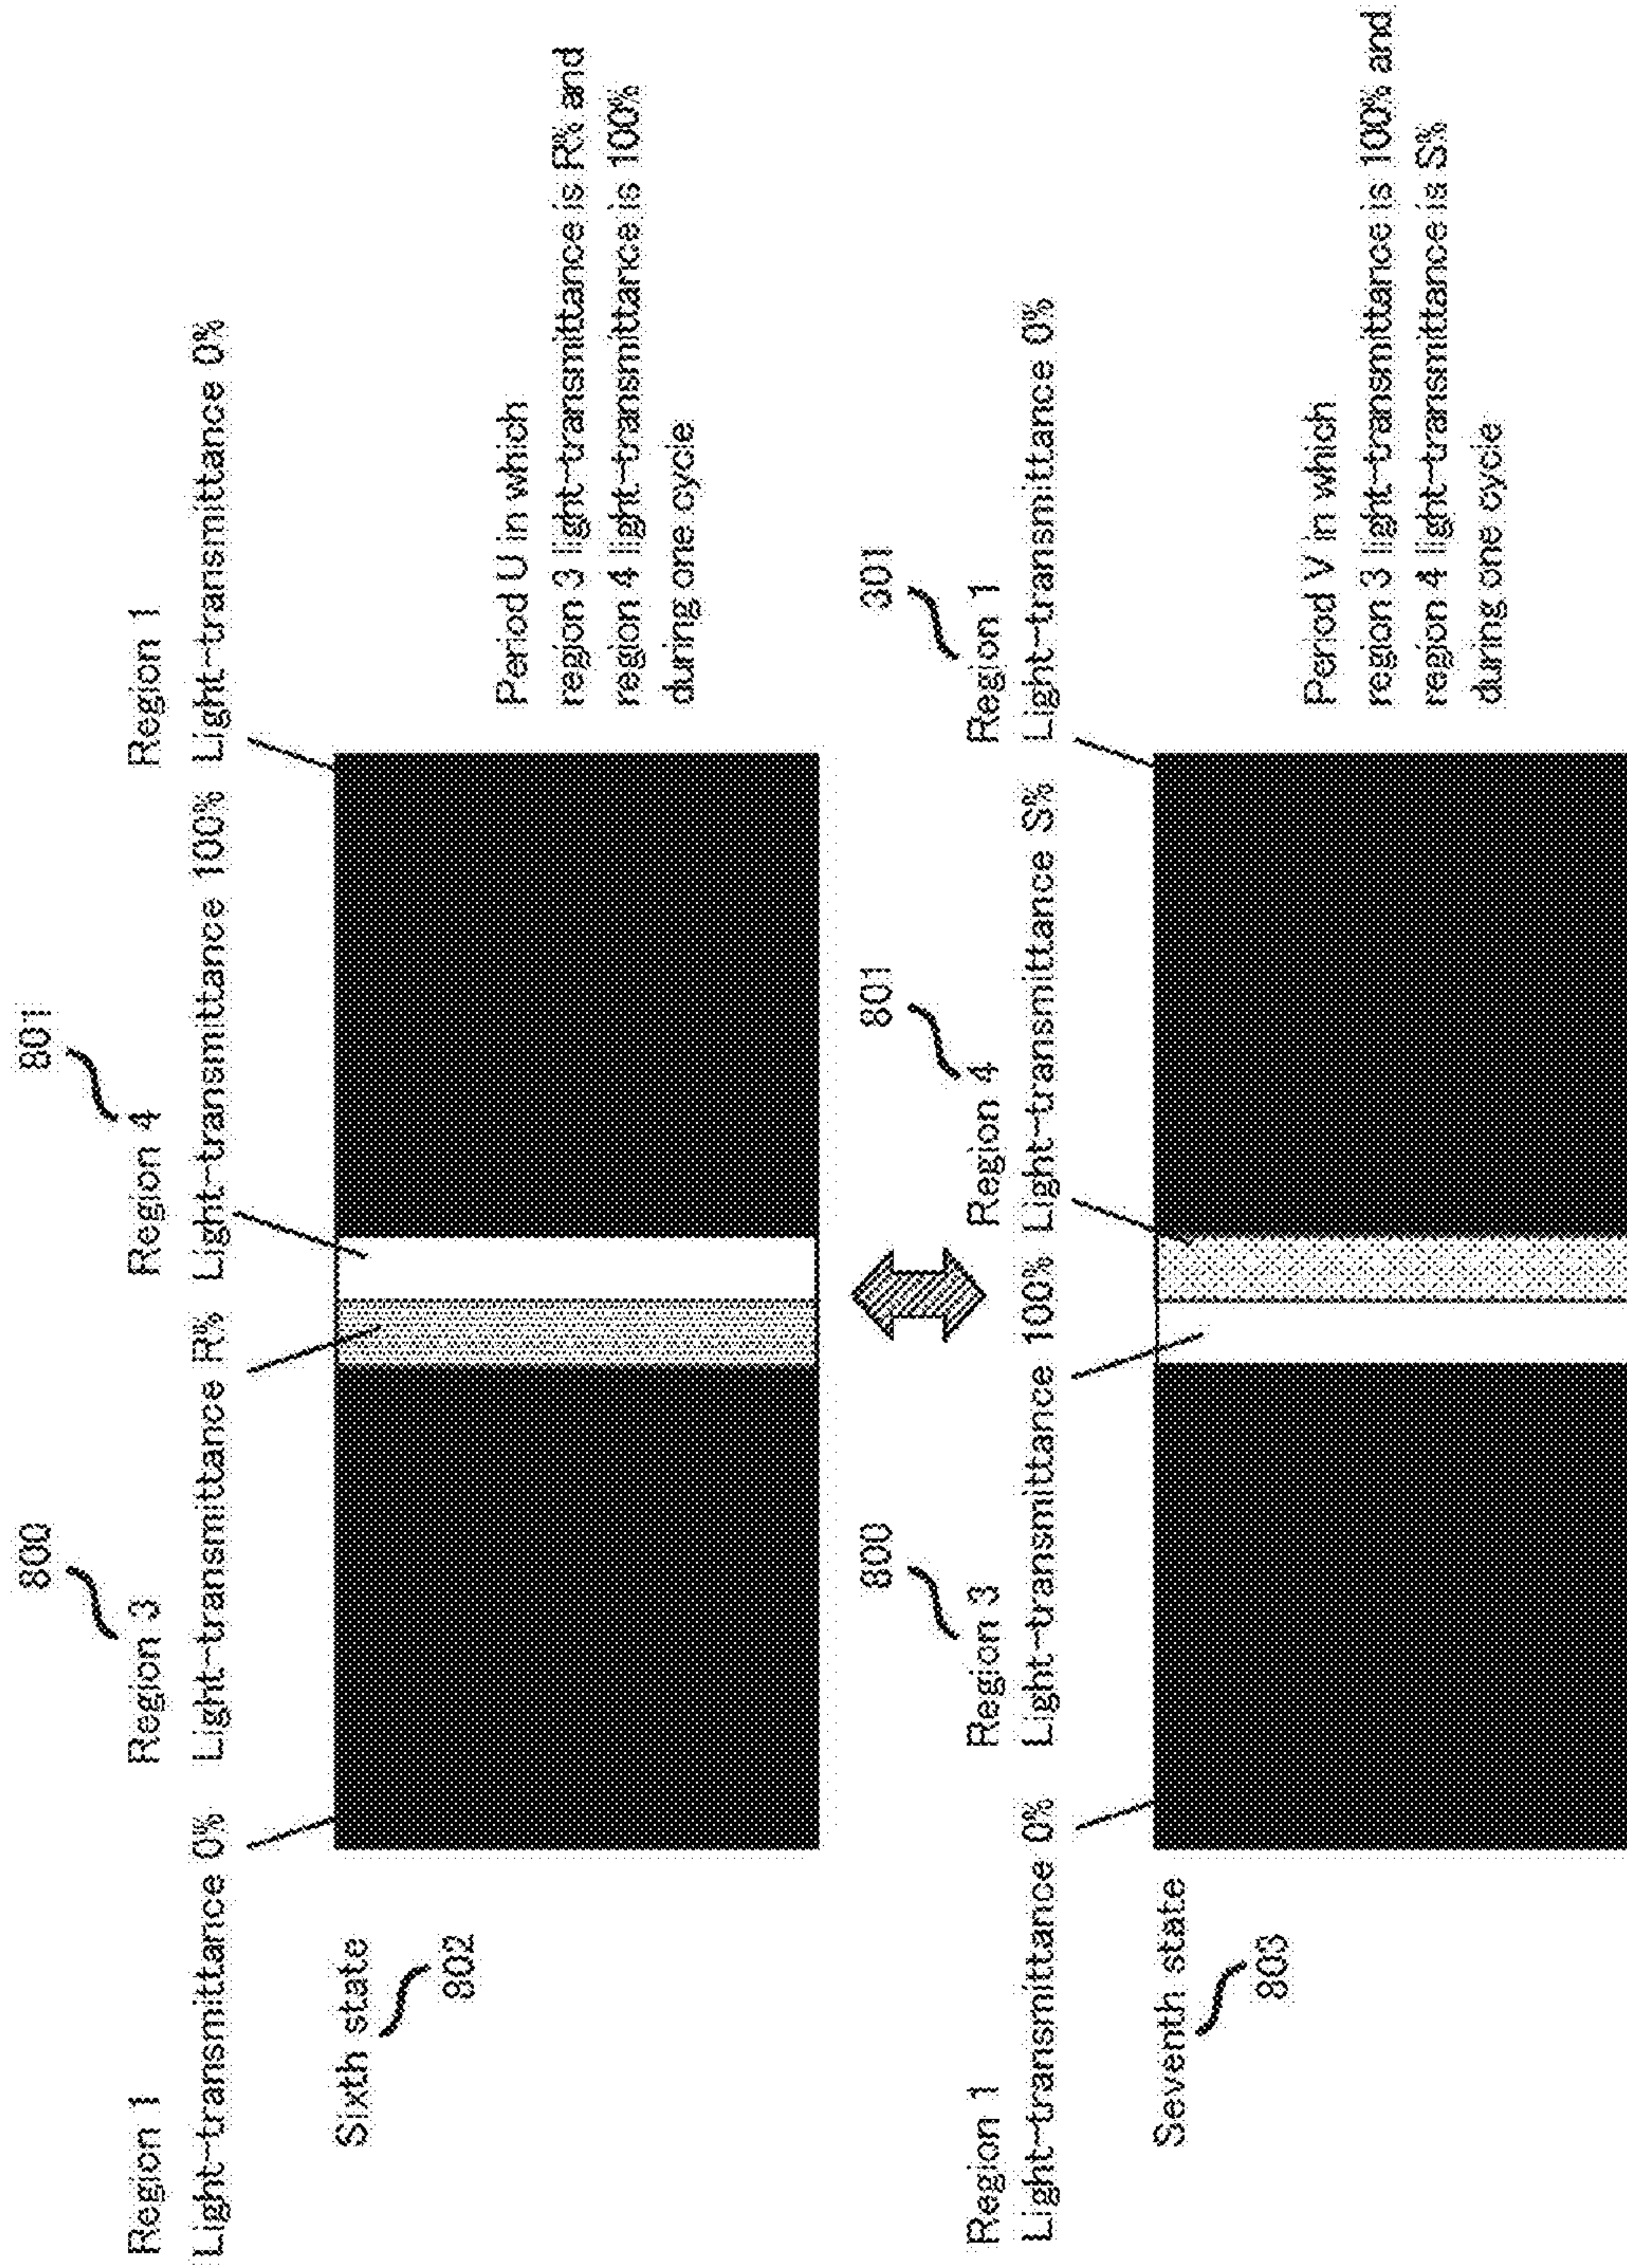 800
801
Region 1
Region 3
Region 4
Region 1
Light-transmittance 0%
Light-transmittance R%
Light-transmittance 100%
Light-transmittance 0%
Sixth state
802
Period U in which
region 3 light-transmittance is R% and
region 4 light-transmittance is 100%
during one cycle
800
801
301
Region 1
Region 3
Region 4
Region 1
Light-transmittance 0%
Light-transmittance 100%
Light-transmittance S%
Light-transmittance 0%
Seventh state
803
Period V in which
region 3 light-transmittance is 100% and
region 4 light-transmittance is S%
during one cycle